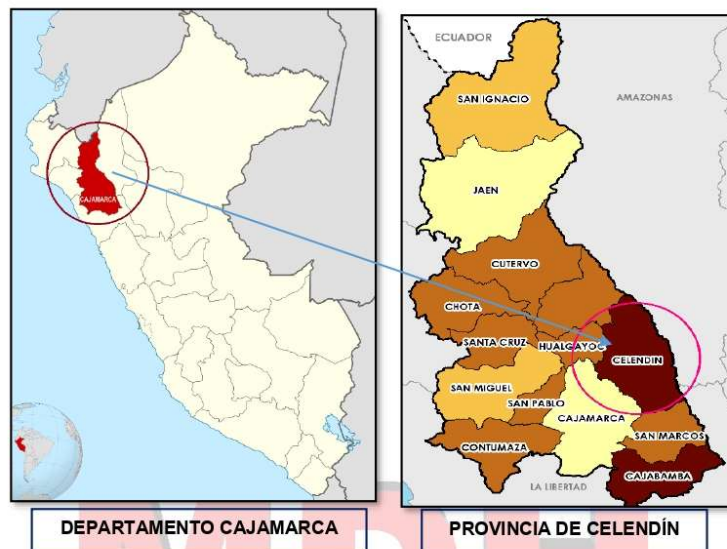 CAJAMARCA
DEPARTAMENTO CAJAMARCA
ECUADOR
AMAZONAS
SAN IGNACIO
JAEN
CUTERVO
CHOTA
SANTA CRUZ
HUALGAYOC
CELENDIN
SAN MIGUEL
SAN PABLO
CAJAMARCA
SAN MARCOS
CONTUMAZA
CAJABAMBA
LA LIBERTAD
PROVINCIA DE CELENDÍN